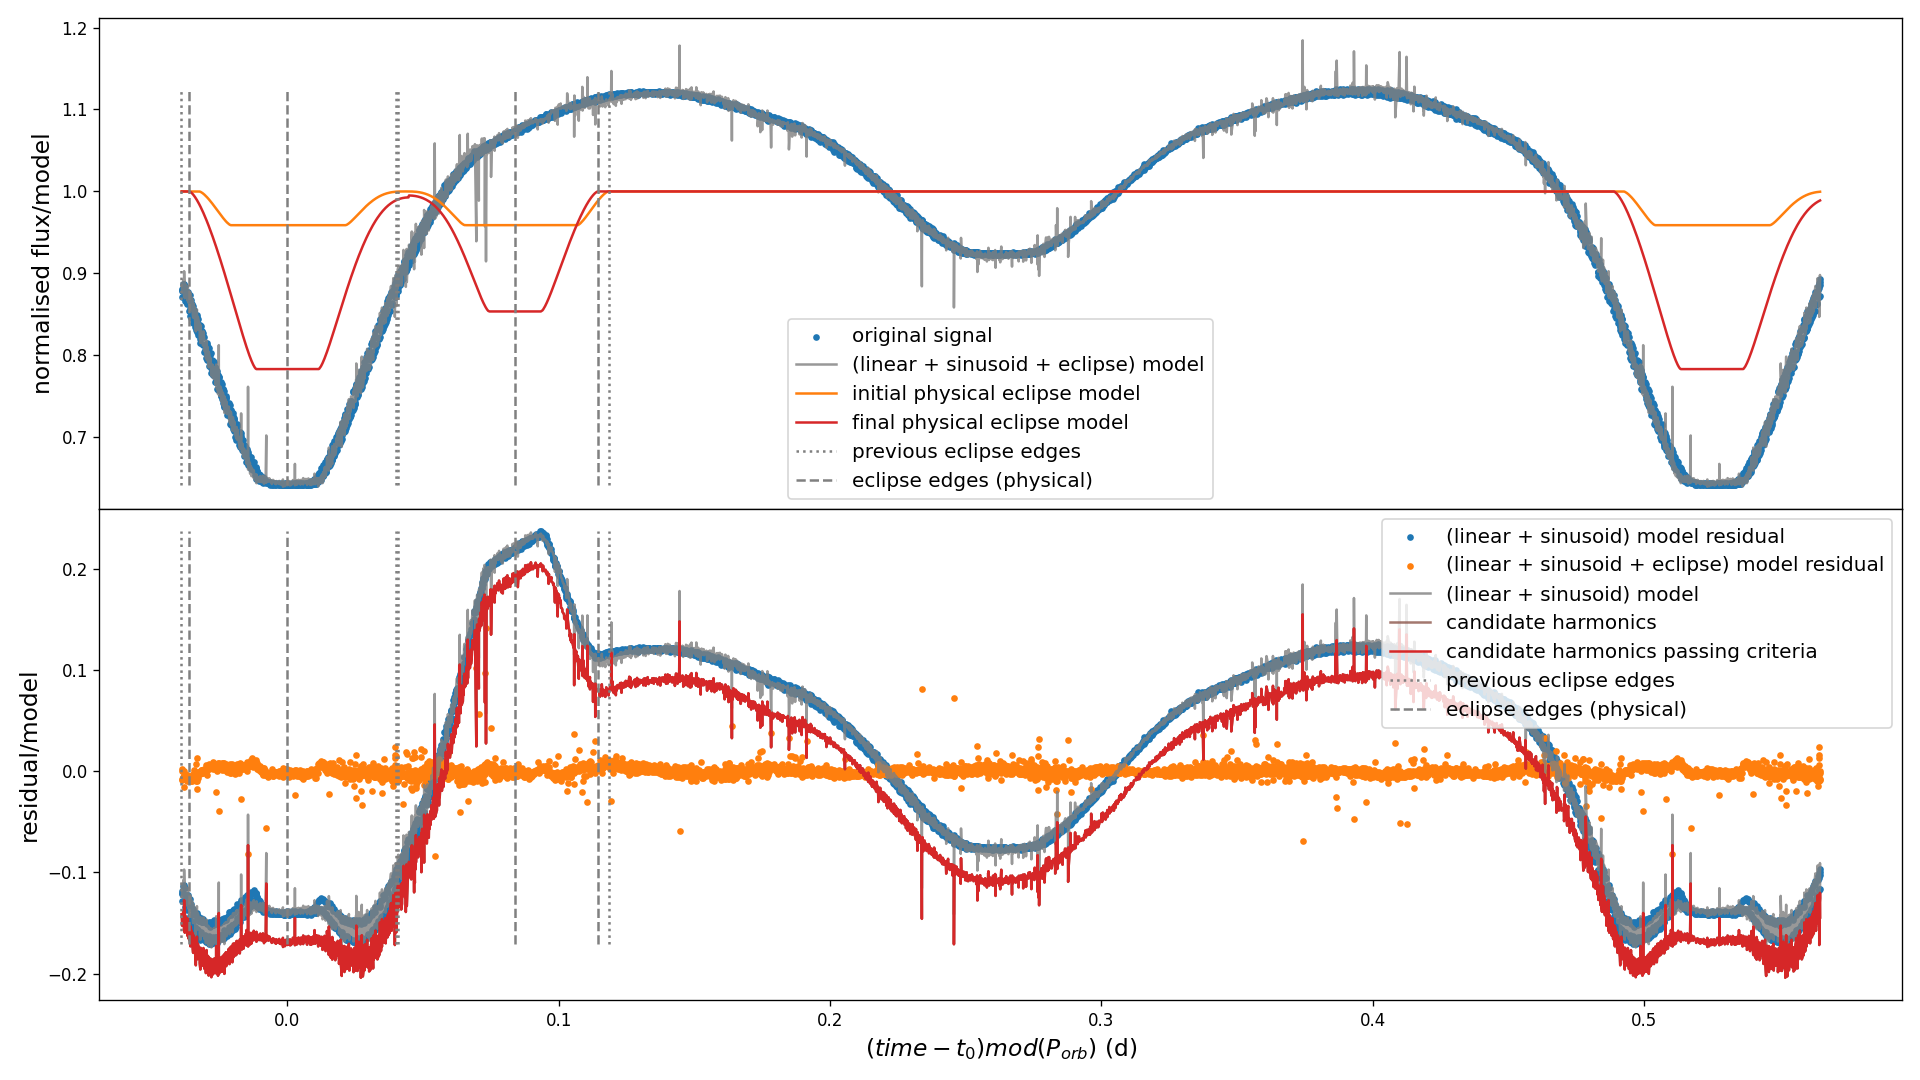 1.2
1.1
1.0
0.9
0.8
0.7
normalised flux/model
original signal
(linear + sinusoid + eclipse) model
initial physical eclipse model
final physical eclipse model
previous eclipse edges
eclipse edges (physical)
0.2
0.1
0.0
−0.1
−0.2
residual/model
(linear + sinusoid) model residual
(linear + sinusoid + eclipse) model residual
(linear + sinusoid) model
candidate harmonics
candidate harmonics passing criteria
previous eclipse edges
eclipse edges (physical)
0.0 0.1 0.2 0.3 0.4 0.5
(time − t₀)mod(P_orb) (d)